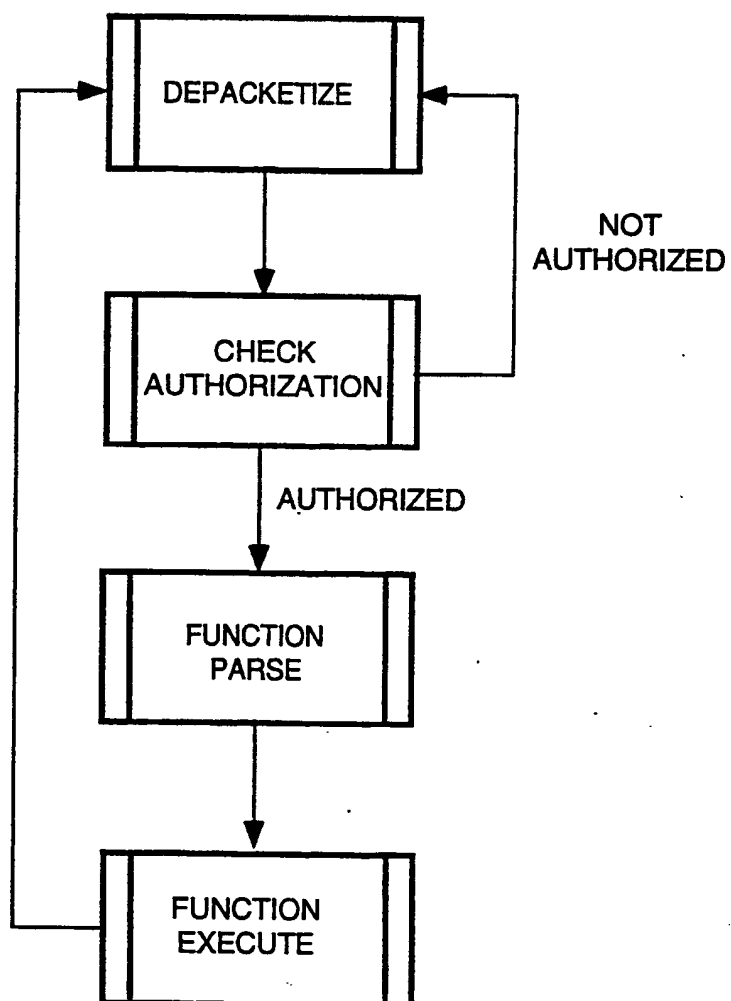 DEPACKETIZE
NOT
AUTHORIZED
CHECK
AUTHORIZATION
AUTHORIZED
FUNCTION
PARSE
FUNCTION
EXECUTE